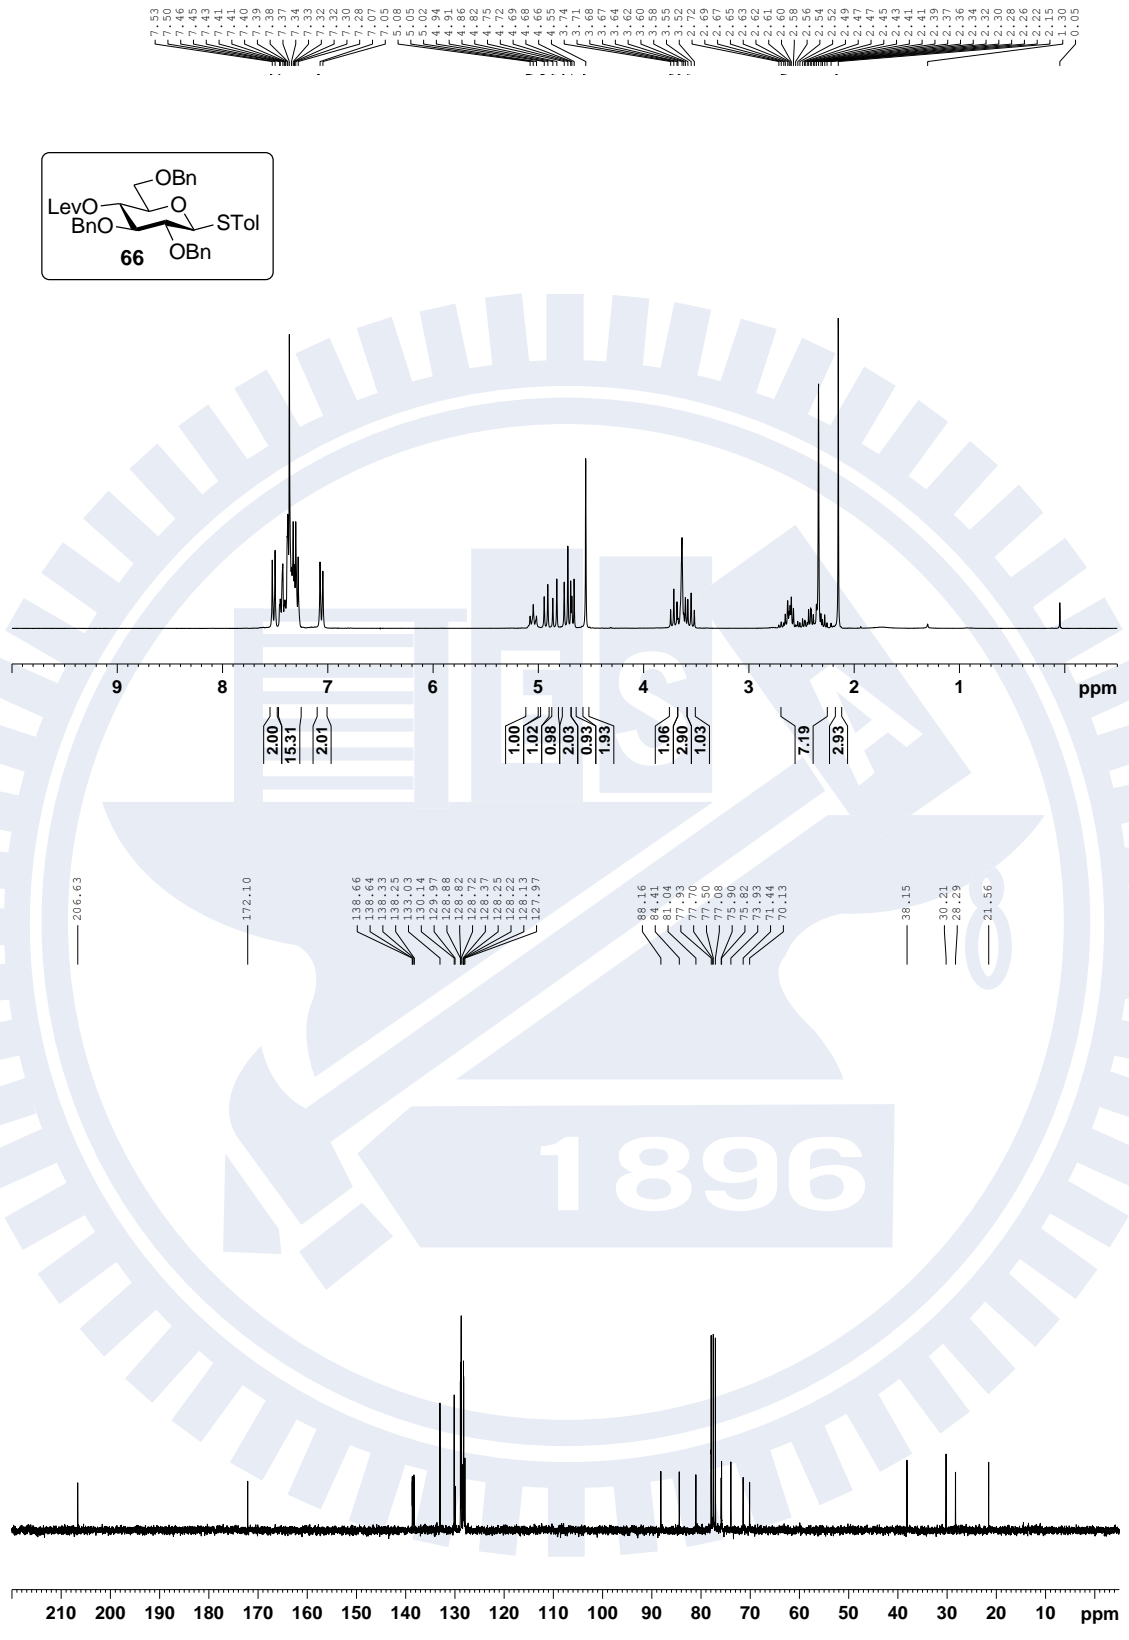 7.53 7.50 7.46 7.45 7.43 7.41 7.41 7.40 7.39 7.38 7.37 7.34 7.33 7.32 7.32 7.30 7.28 7.07 7.05 5.08 5.05 5.02 4.94 4.91 4.86 4.82 4.75 4.72 4.69 4.68 4.66 4.55 3.74 3.71 3.68 3.67 3.64 3.62 3.60 3.58 3.55 3.52 2.72 2.69 2.67 2.65 2.63 2.62 2.61 2.60 2.58 2.56 2.54 2.52 2.49 2.47 2.47 2.45 2.43 2.41 2.41 2.39 2.37 2.36 2.34 2.32 2.30 2.28 2.26 2.22 2.15 1.30 0.05
OBn
LevO O
BnO STol
66 OBn
9 8 7 6 5 4 3 2 1 ppm
2.00 15.31 2.01 1.00 1.02 0.98 2.03 0.93 1.93 1.06 2.90 1.03 7.19 2.93
E S A
206.63 172.10 138.66 138.64 138.33 138.25 133.03 130.14 129.97 128.88 128.82 128.72 128.37 128.25 128.22 128.13 127.97 88.16 84.41 81.04 77.93 77.70 77.50 77.08 75.90 75.82 73.93 71.44 70.13 38.15 30.21 28.29 21.56
1896
210 200 190 180 170 160 150 140 130 120 110 100 90 80 70 60 50 40 30 20 10 ppm